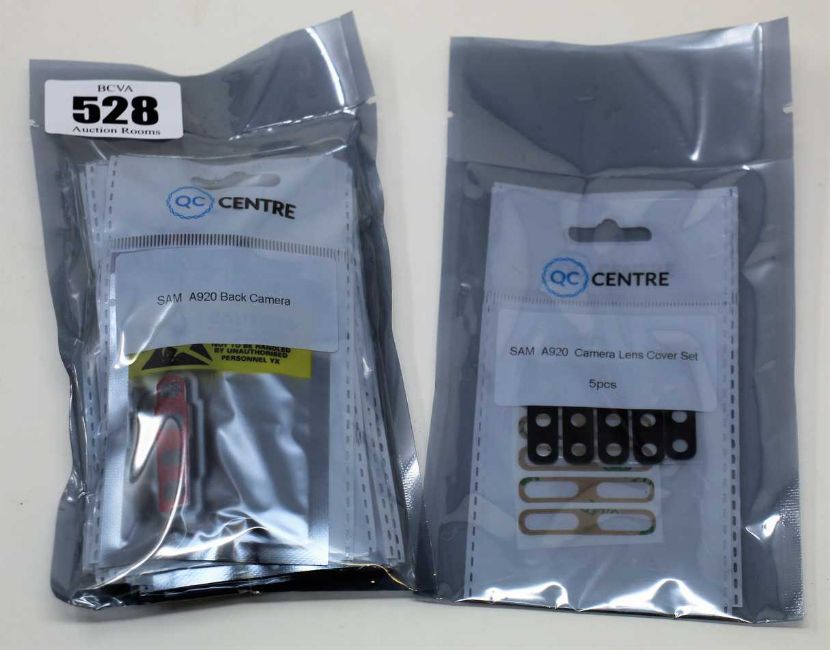 BCVA
528
Auction Rooms
QC CENTRE
SAM A920 Back Camera
NOT TO BE HANDLED
BY UNAUTHORISED
PERSONNEL YX
QC CENTRE
SAM A920 Camera Lens Cover Set
5pcs